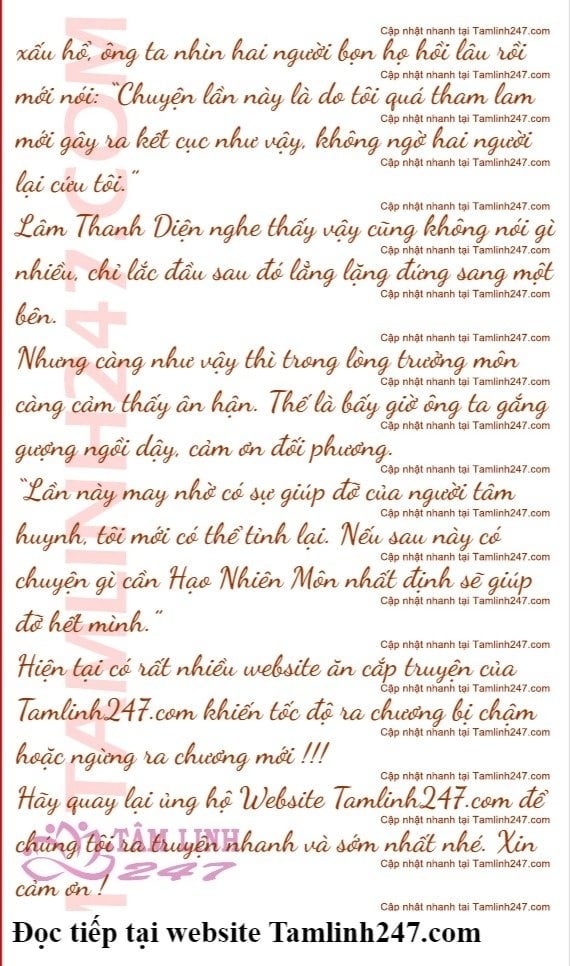 Cập nhật nhanh tại Tamlinh247.com
xấu hổ, ông ta nhìn hai người bọn họ hồi lâu rồi
Cập nhật nhanh tại Tamlinh247.com
mới nói: “Chuyện lần này là do tôi quá tham lam
Cập nhật nhanh tại Tamlinh247.com
mới gây ra kết cục như vậy, không ngờ hai người
Cập nhật nhanh tại Tamlinh247.com
lại cứu tôi.”
Cập nhật nhanh tại Tamlinh247.com
Lâm Thanh Diện nghe thấy vậy cũng không nói gì
Cập nhật nhanh tại Tamlinh247.com
nhiều, chỉ lắc đầu sau đó lẳng lặng đứng sang một
Cập nhật nhanh tại Tamlinh247.com
bên.
Cập nhật nhanh tại Tamlinh247.com
Nhưng càng như vậy thì trong lòng trưởng môn
Cập nhật nhanh tại Tamlinh247.com
càng cảm thấy ân hận. Thế là bấy giờ ông ta gắng
Cập nhật nhanh tại Tamlinh247.com
gượng ngồi dậy, cảm ơn đối phương.
Cập nhật nhanh tại Tamlinh247.com
“Lần này may nhờ có sự giúp đỡ của người tâm
Cập nhật nhanh tại Tamlinh247.com
huynh, tôi mới có thể tỉnh lại. Nếu sau này có
Cập nhật nhanh tại Tamlinh247.com
chuyện gì cần Hạo Nhiên Môn nhất định sẽ giúp
Cập nhật nhanh tại Tamlinh247.com
đỡ hết mình.”
Cập nhật nhanh tại Tamlinh247.com
Hiện tại có rất nhiều website ăn cắp truyện của
Cập nhật nhanh tại Tamlinh247.com
Tamlinh247.com khiến tốc độ ra chương bị chậm
Cập nhật nhanh tại Tamlinh247.com
hoặc ngừng ra chương mới !!!
Cập nhật nhanh tại Tamlinh247.com
Hãy quay lại ủng hộ Website Tamlinh247.com để
Cập nhật nhanh tại Tamlinh247.com
chúng tôi ra truyện nhanh và sớm nhất nhé. Xin
Cập nhật nhanh tại Tamlinh247.com
cảm ơn !
Cập nhật nhanh tại Tamlinh247.com
TAMLINH247.COM
TÂM LINH
247
Đọc tiếp tại website Tamlinh247.com